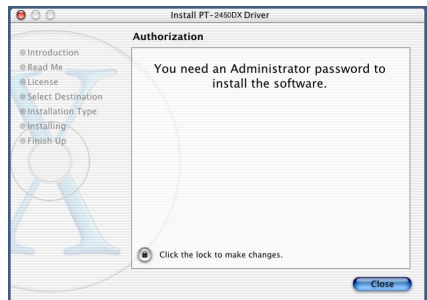 Install PT-2450DX Driver
Authorization
Introduction
Read Me
License
Select Destination
Installation Type
Installing
Finish Up
You need an Administrator password to
install the software.
Click the lock to make changes.
Close